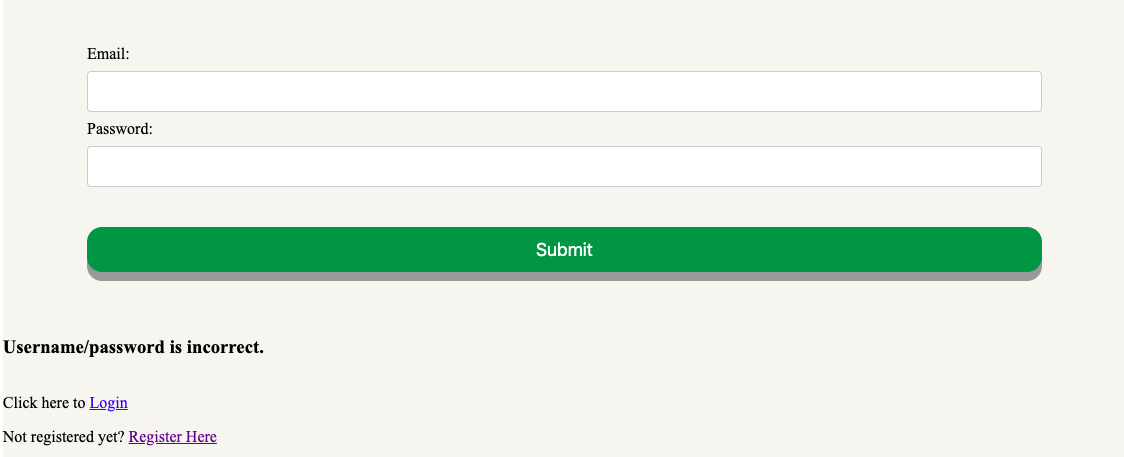 Email:
Password:
Submit
Username/password is incorrect.
Click here to Login
Not registered yet? Register Here